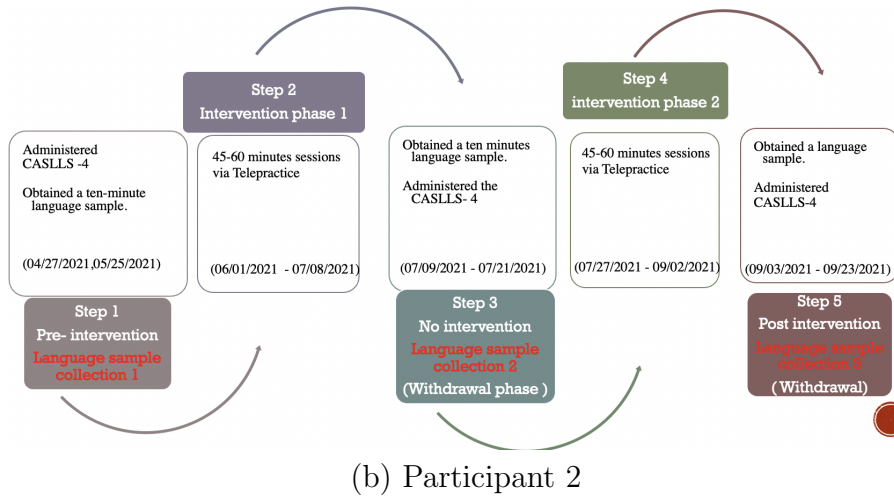 Step 2
Intervention phase 1
Step 4
intervention phase 2
Administered
CASLLS -4
Obtained a ten-minute
language sample.
(04/27/2021,05/25/2021)
45-60 minutes sessions
via Telepractice
(06/01/2021 - 07/08/2021)
Obtained a ten minutes
language sample.
Administered the
CASLLS- 4
(07/09/2021 - 07/21/2021)
45-60 minutes sessions
via Telepractice
(07/27/2021 - 09/02/2021)
Obtained a language
sample.
Administered
CASLLS-4
(09/03/2021 - 09/23/2021)
Step 1
Pre- intervention
Language sample
collection 1
Step 3
No intervention
Language sample
collection 2
(Withdrawal phase )
Step 5
Post intervention
Language sample
collection 3
( Withdrawal)
(b) Participant 2